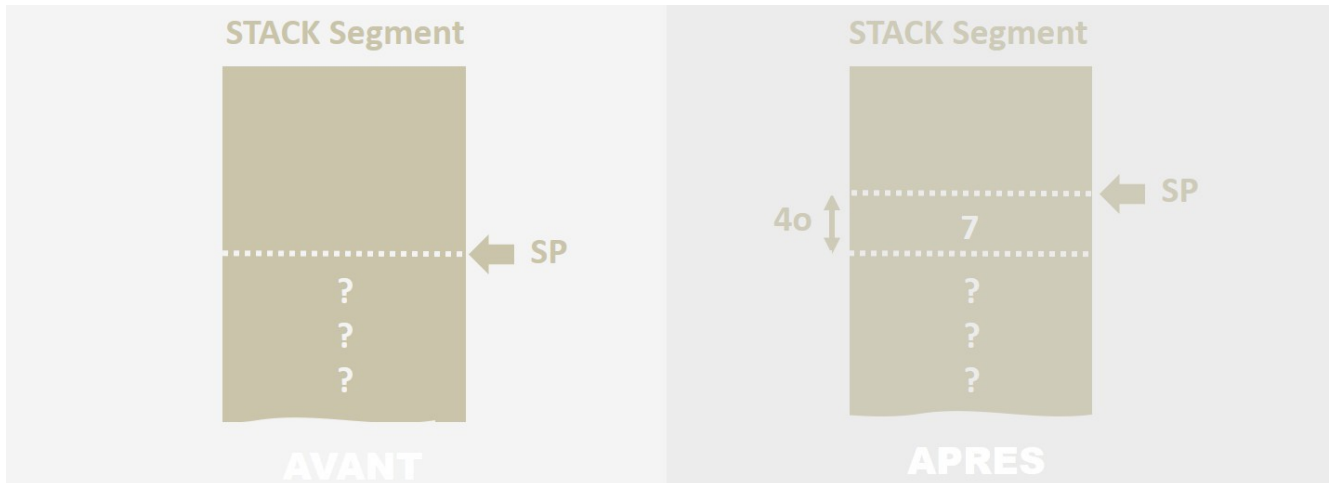 STACK Segment
SP
?
?
?
AVANT
STACK Segment
SP
4o
7
?
?
?
APRES